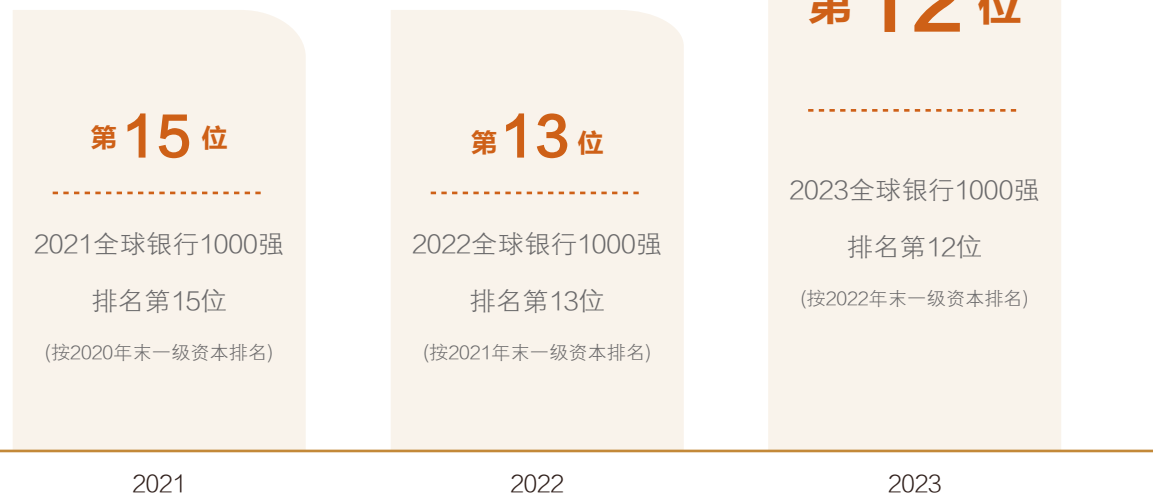 第15位
2021全球银行1000强
排名第15位
(按2020年末一级资本排名)
2021
第13位
2022全球银行1000强
排名第13位
(按2021年末一级资本排名)
2022
第12位
2023全球银行1000强
排名第12位
(按2022年末一级资本排名)
2023